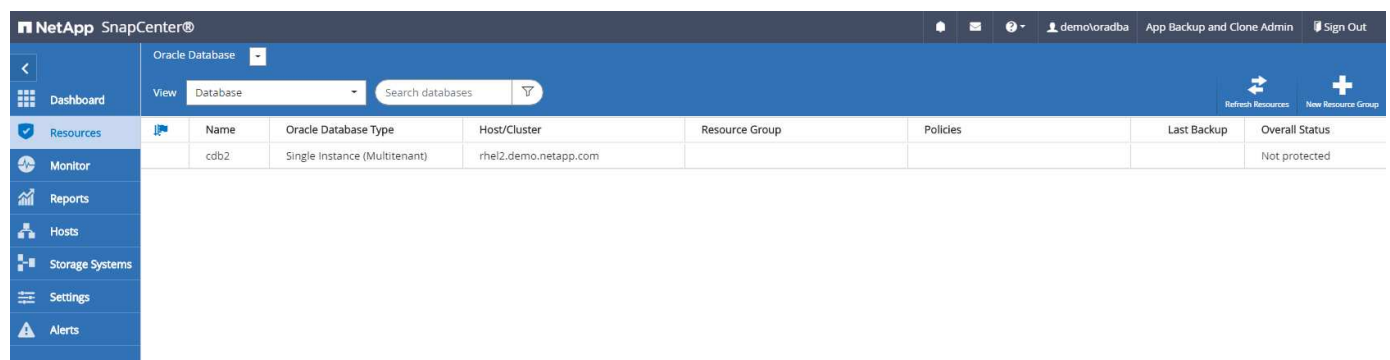 NetApp SnapCenter®
demo\oradba App Backup and Clone Admin Sign Out
Oracle Database
View Database Search databases
Refresh Resources New Resource Group
Dashboard
Resources
Monitor
Reports
Hosts
Storage Systems
Settings
Alerts
Name Oracle Database Type Host/Cluster Resource Group Policies Last Backup Overall Status
cdb2 Single Instance (Multitenant) rhel2.demo.netapp.com Not protected